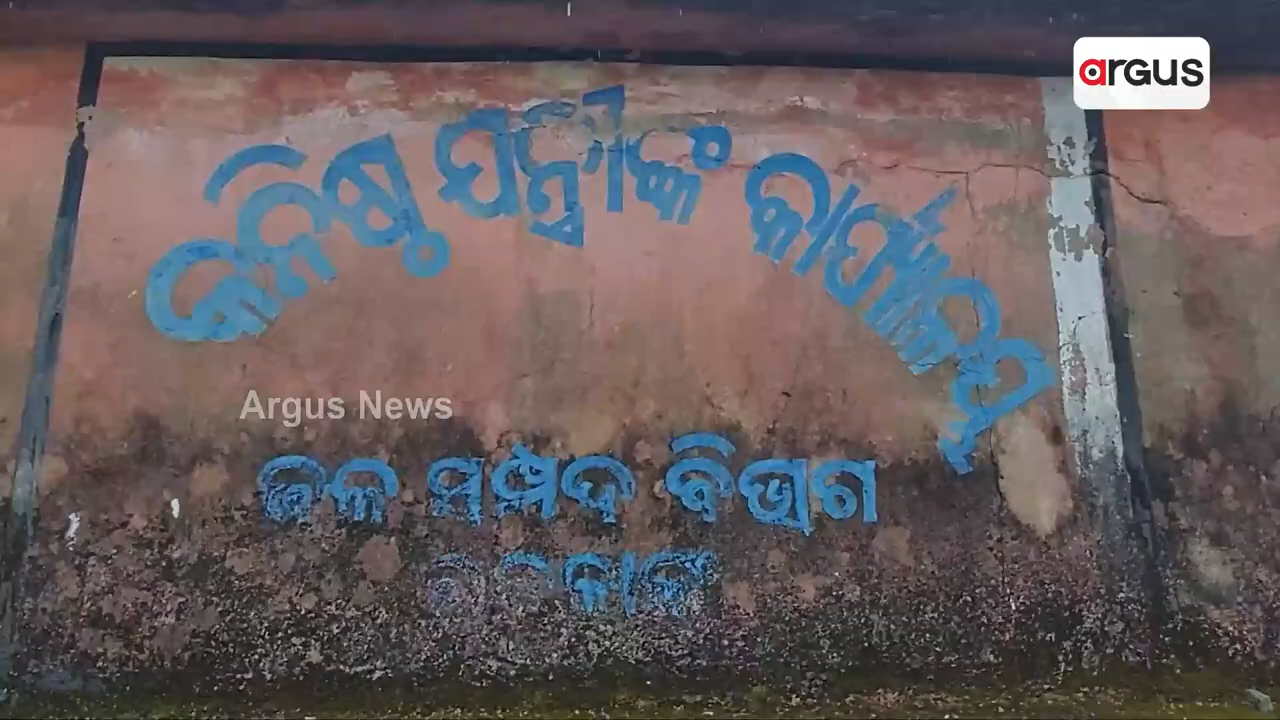 argus
କନିଷ୍ଠ ଯନ୍ତ୍ରୀଙ୍କ କାର୍ଯ୍ୟାଳୟ
Argus News
ଜଳ ସମ୍ପଦ ବିଭାଗ